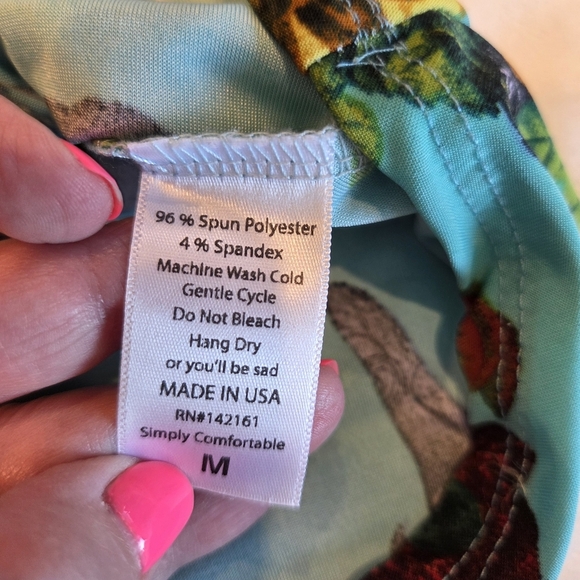 96 % Spun Polyester
4 % Spandex
Machine Wash Cold
Gentle Cycle
Do Not Bleach
Hang Dry
or you'll be sad
MADE IN USA
RN#142161
Simply Comfortable
M